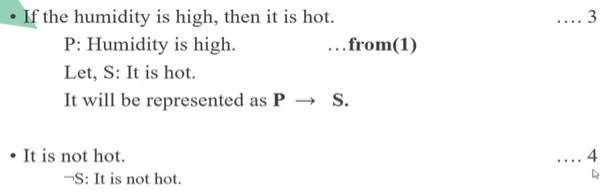 • If the humidity is high, then it is hot. .... 3
P: Humidity is high. ...from(1)
Let, S: It is hot.
It will be represented as P → S.
• It is not hot. .... 4
¬S: It is not hot.